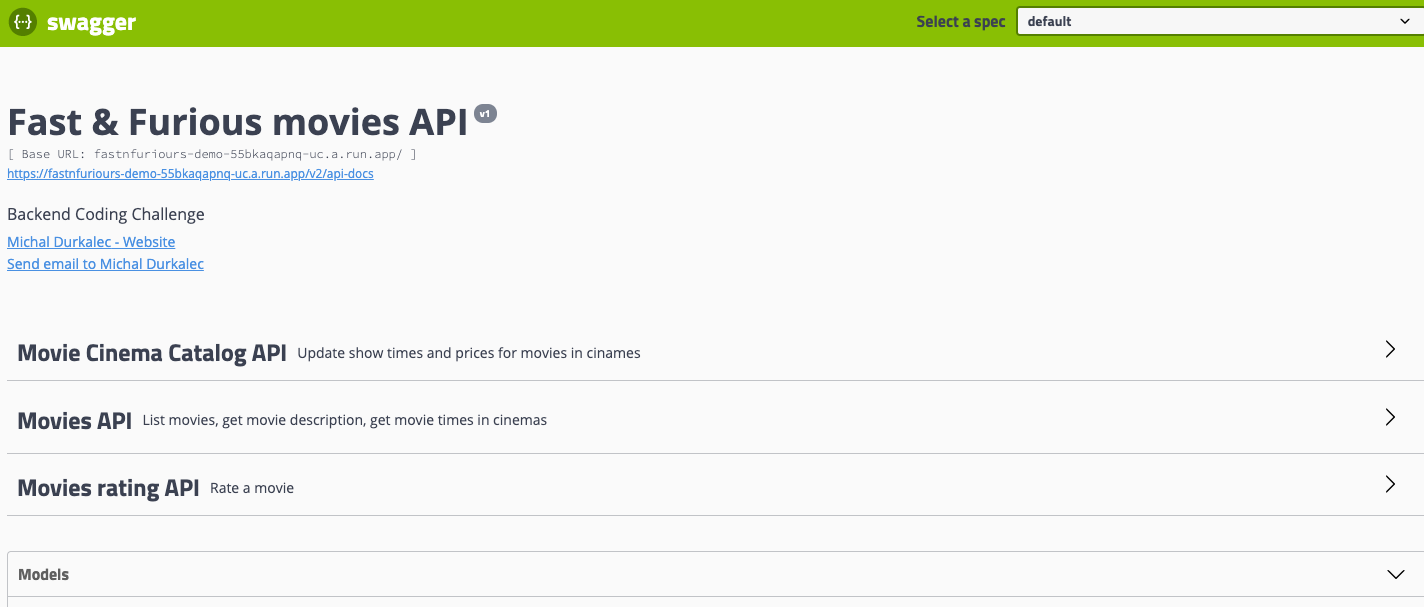 {···} swagger
Select a spec
default
Fast & Furious movies API v1
[ Base URL: fastnfuriours-demo-55bkaqapnq-uc.a.run.app/ ]
https://fastnfuriours-demo-55bkaqapnq-uc.a.run.app/v2/api-docs
Backend Coding Challenge
Michal Durkalec - Website
Send email to Michal Durkalec
Movie Cinema Catalog API Update show times and prices for movies in cinames
Movies API List movies, get movie description, get movie times in cinemas
Movies rating API Rate a movie
Models